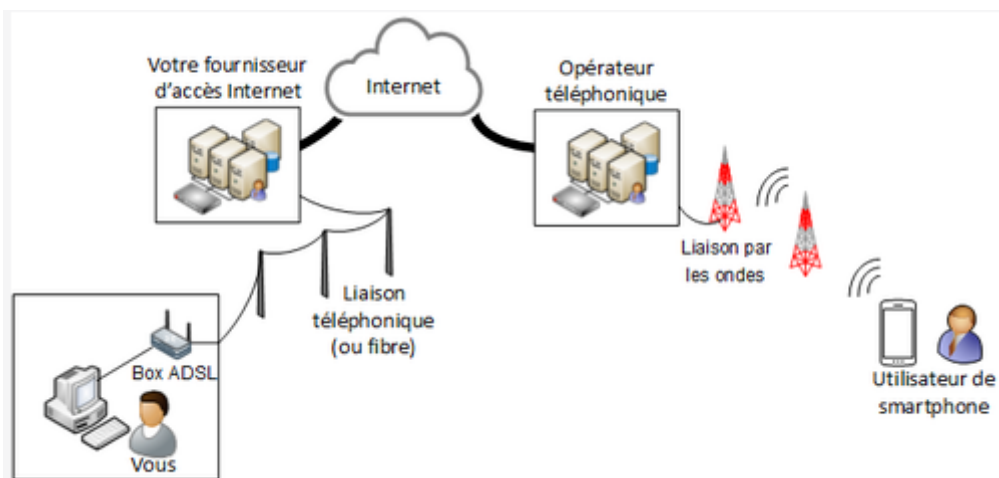 Votre fournisseur
d'accès Internet
Internet
Opérateur
téléphonique
Liaison par
les ondes
Liaison
téléphonique
(ou fibre)
Box ADSL
Vous
Utilisateur de
smartphone